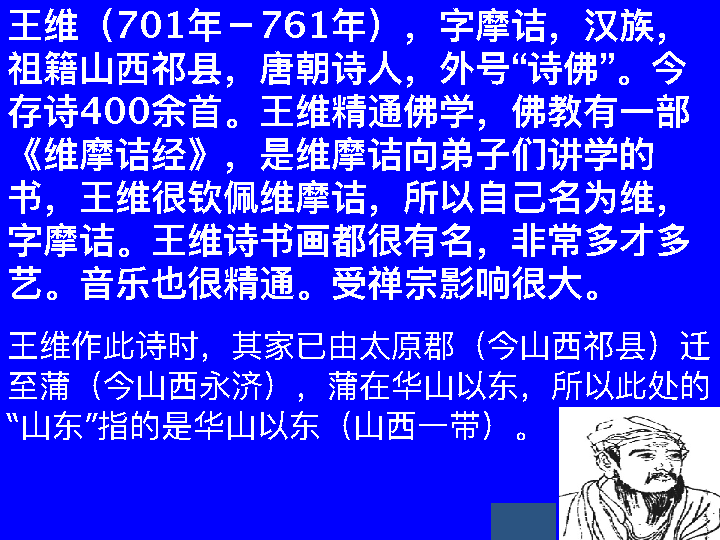 王维（701年－761年），字摩诘，汉族，
祖籍山西祁县，唐朝诗人，外号“诗佛”。今
存诗400余首。王维精通佛学，佛教有一部
《维摩诘经》，是维摩诘向弟子们讲学的
书，王维很钦佩维摩诘，所以自己名为维，
字摩诘。王维诗书画都很有名，非常多才多
艺。音乐也很精通。受禅宗影响很大。
王维作此诗时，其家已由太原郡（今山西祁县）迁
至蒲（今山西永济），蒲在华山以东，所以此处的
“山东”指的是华山以东（山西一带）。